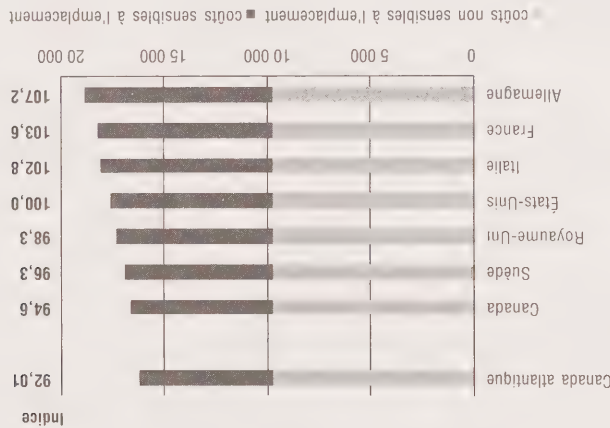 Indice
Canada atlantique 92,01
Canada 94,6
Suède 96,3
Royaume-Uni 98,3
États-Unis 100,0
Italie 102,8
France 103,6
Allemagne 107,2
0 5 000 10 000 15 000 20 000
coûts non sensibles à l'emplacement coûts sensibles à l'emplacement